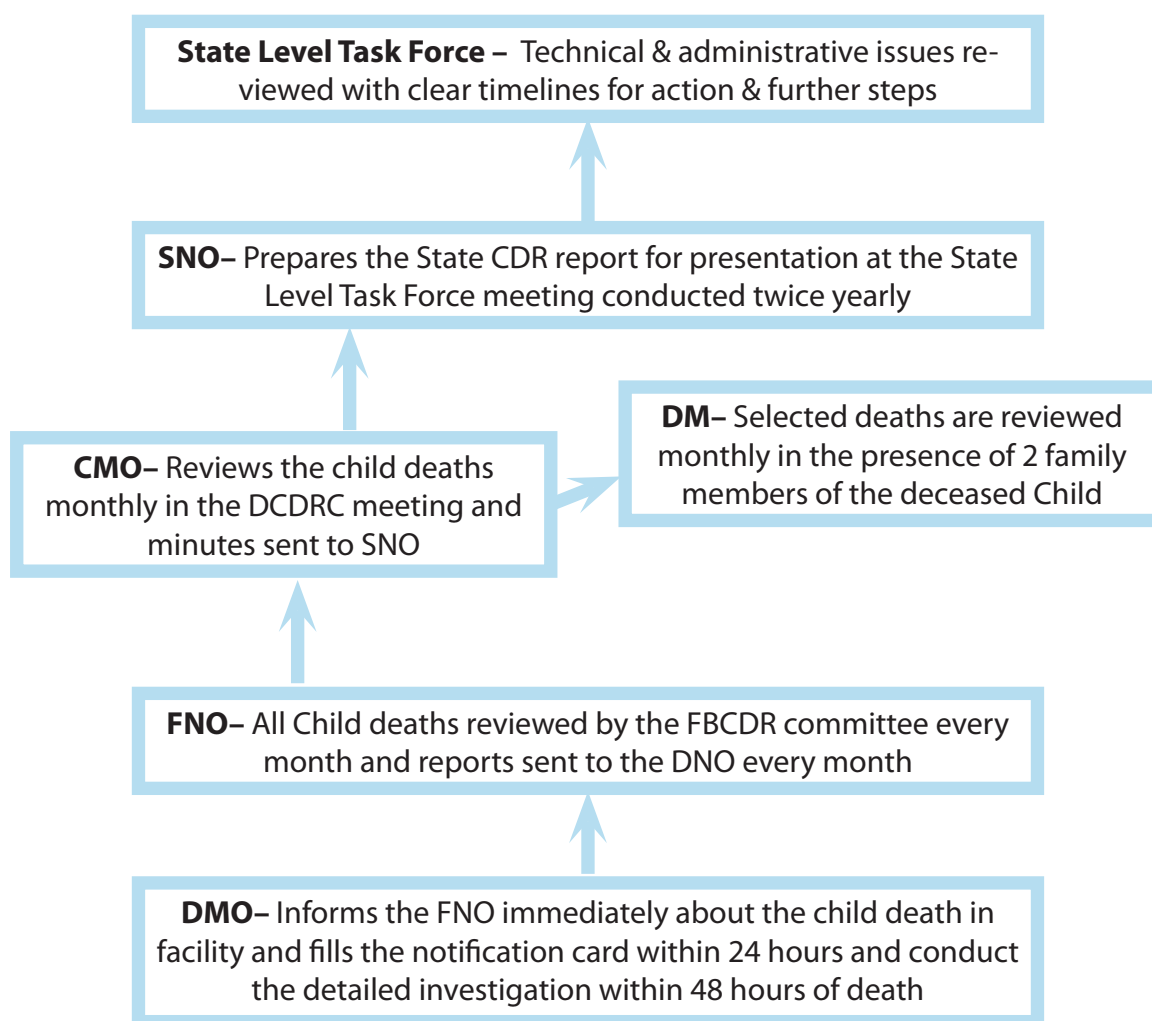 State Level Task Force – Technical & administrative issues re-
viewed with clear timelines for action & further steps
SNO– Prepares the State CDR report for presentation at the State
Level Task Force meeting conducted twice yearly
DM– Selected deaths are reviewed
monthly in the presence of 2 family
members of the deceased Child
CMO– Reviews the child deaths
monthly in the DCDRC meeting and
minutes sent to SNO
FNO– All Child deaths reviewed by the FBCDR committee every
month and reports sent to the DNO every month
DMO– Informs the FNO immediately about the child death in
facility and fills the notification card within 24 hours and conduct
the detailed investigation within 48 hours of death